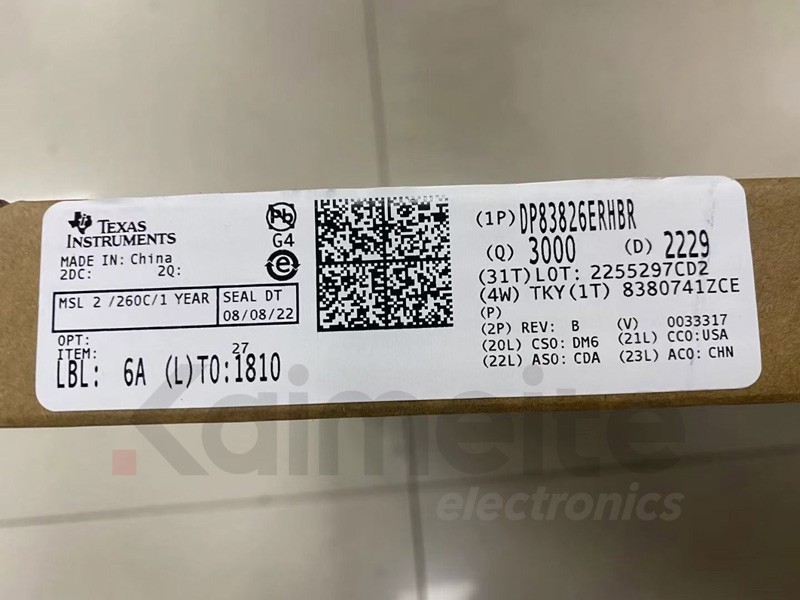 TEXAS
INSTRUMENTS
MADE IN: China
2DC: 2Q:
MSL 2 /260C/1 YEAR
SEAL DT
08/08/22
OPT:
ITEM: 27
LBL: 6A (L)TO:1810
Pb
G4
e
(1P) DP83826ERHBR
(Q) 3000 (D) 2229
(31T)LOT: 2255297CD2
(4W) TKY(1T) 8380741ZCE
(P)
(2P) REV: B (V) 0033317
(20L) CSO: DM6 (21L) CCO:USA
(22L) ASO: CDA (23L) ACO: CHN
Kaimeite
electronics